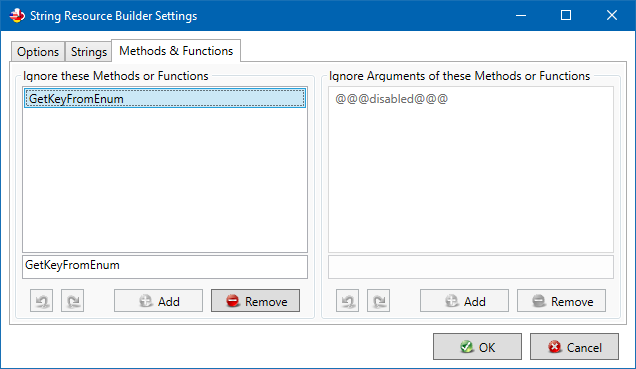 String Resource Builder Settings
Options Strings Methods & Functions
Ignore these Methods or Functions
GetKeyFromEnum
GetKeyFromEnum
Add Remove
Ignore Arguments of these Methods or Functions
@@@disabled@@@
Add Remove
OK Cancel